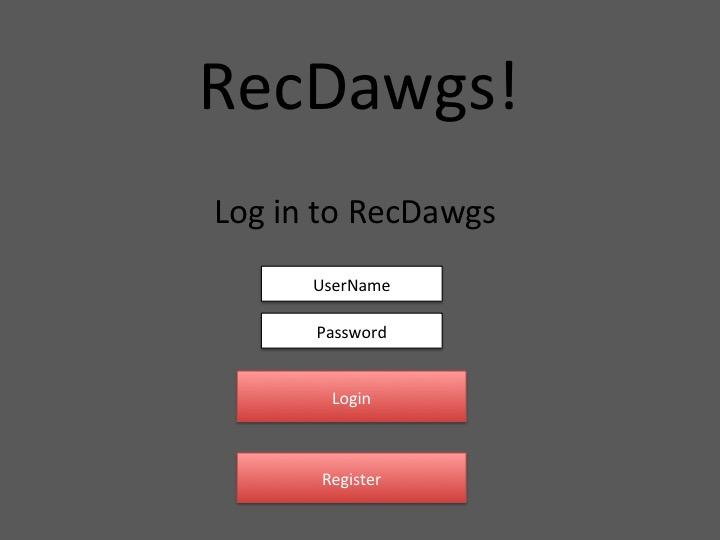 RecDawgs!
Log in to RecDawgs
UserName
Password
Login
Register